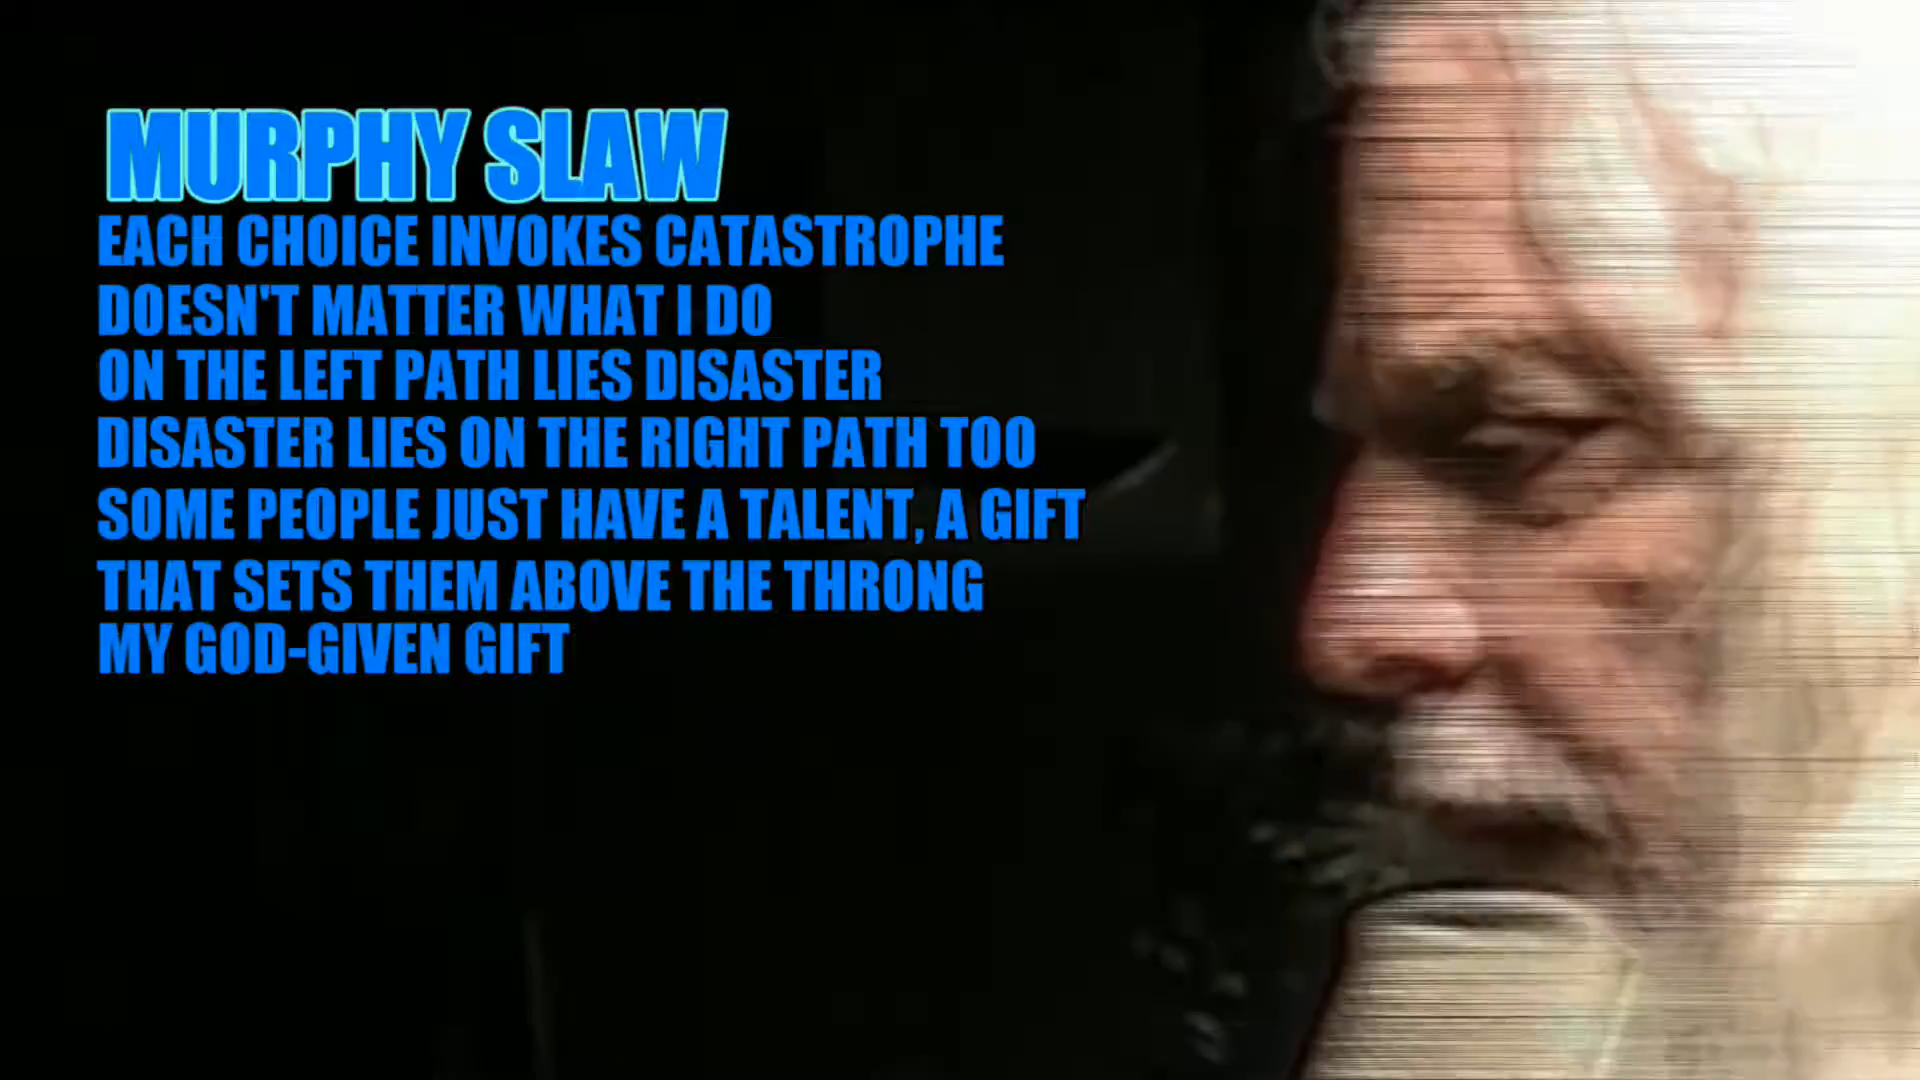 MURPHY SLAW
EACH CHOICE INVOKES CATASTROPHE
DOESN'T MATTER WHAT I DO
ON THE LEFT PATH LIES DISASTER
DISASTER LIES ON THE RIGHT PATH TOO
SOME PEOPLE JUST HAVE A TALENT, A GIFT
THAT SETS THEM ABOVE THE THRONG
MY GOD-GIVEN GIFT